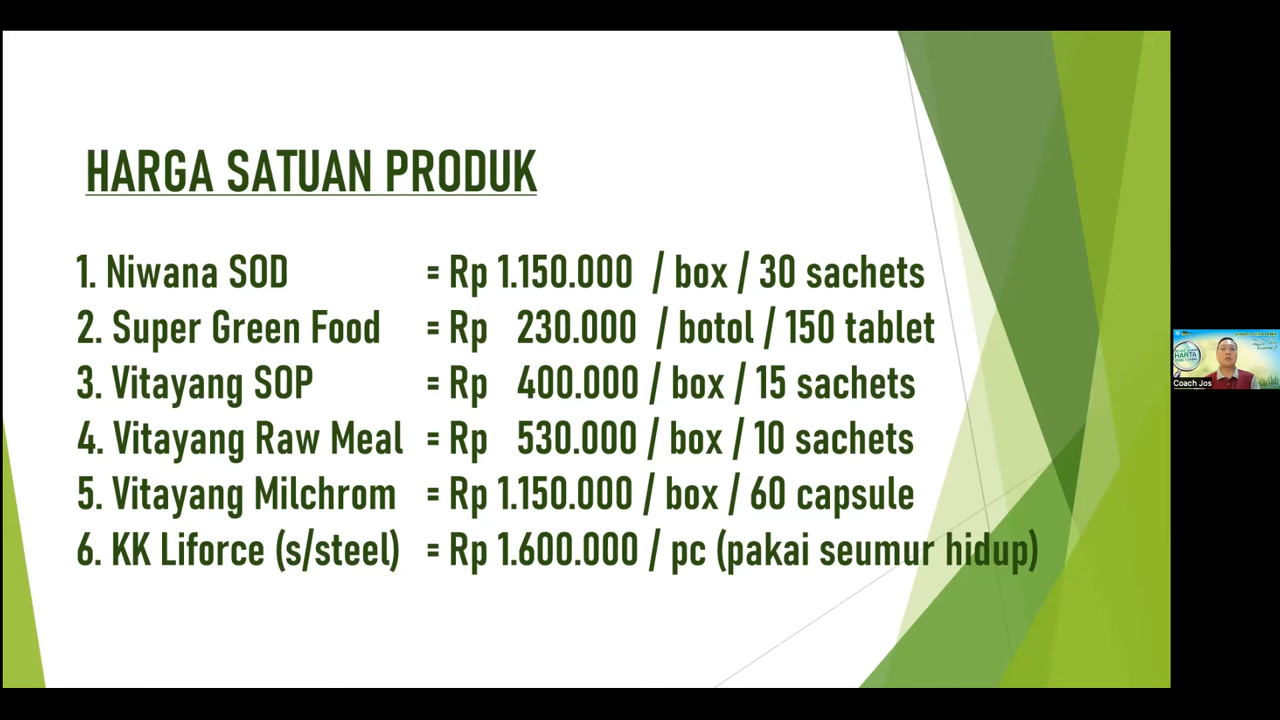 HARGA SATUAN PRODUK
1. Niwana SOD = Rp 1.150.000 / box / 30 sachets
2. Super Green Food = Rp 230.000 / botol / 150 tablet
3. Vitayang SOP = Rp 400.000 / box / 15 sachets
4. Vitayang Raw Meal = Rp 530.000 / box / 10 sachets
5. Vitayang Milchrom = Rp 1.150.000 / box / 60 capsule
6. KK Liforce (s/steel) = Rp 1.600.000 / pc (pakai seumur hidup)
HARTA
Coach Jos